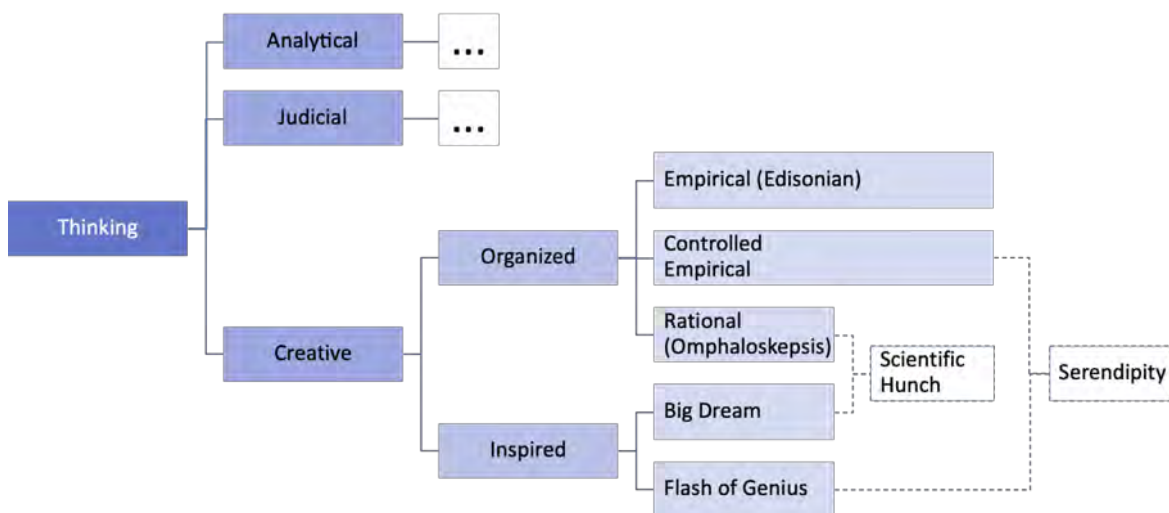 Analytical
...
Judicial
...
Thinking
Empirical (Edisonian)
Organized
Controlled
Empirical
Rational
(Omphaloskepsis)
Creative
Scientific
Hunch
Serendipity
Big Dream
Inspired
Flash of Genius